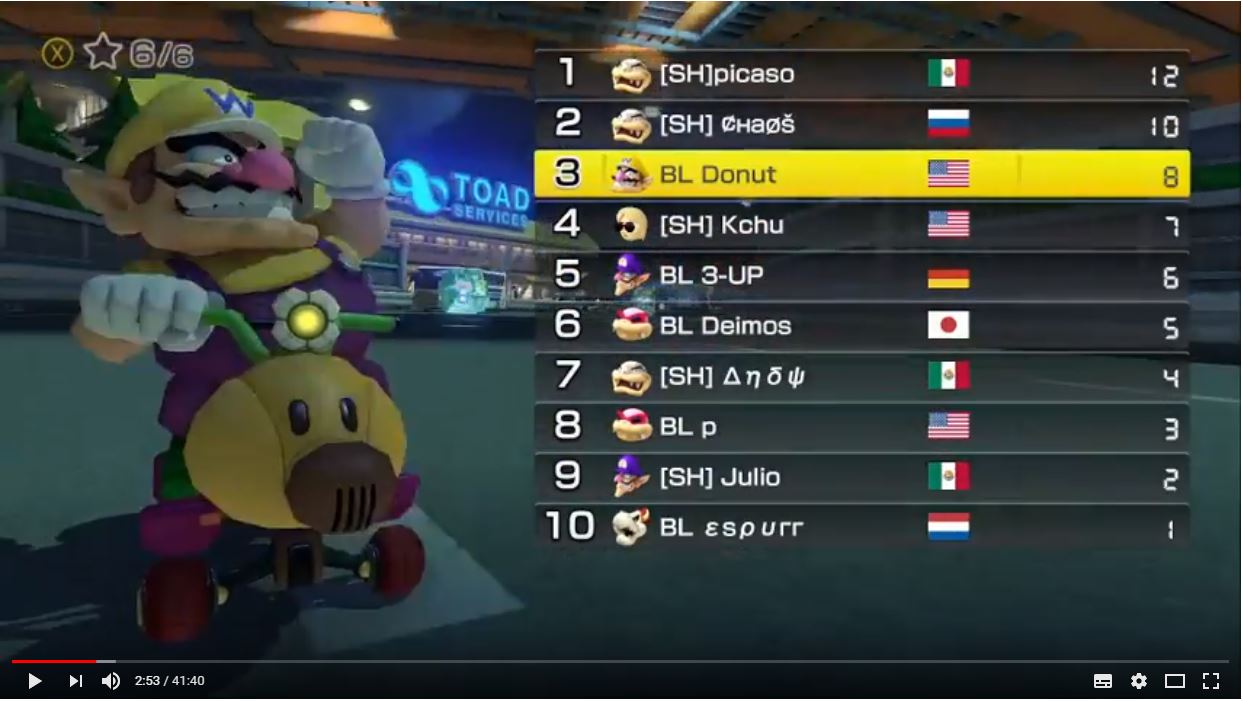 X 6/6
1 [SH]picaso 12
2 [SH] ¢нaøš 10
3 BL Donut 8
4 [SH] Kchu 7
5 BL 3-UP 6
6 BL Deimos 5
7 [SH] Δηδψ 4
8 BL p 3
9 [SH] Julio 2
10 BL εsρυrr 1
W
TOAD
SERVICES
2:53 / 41:40